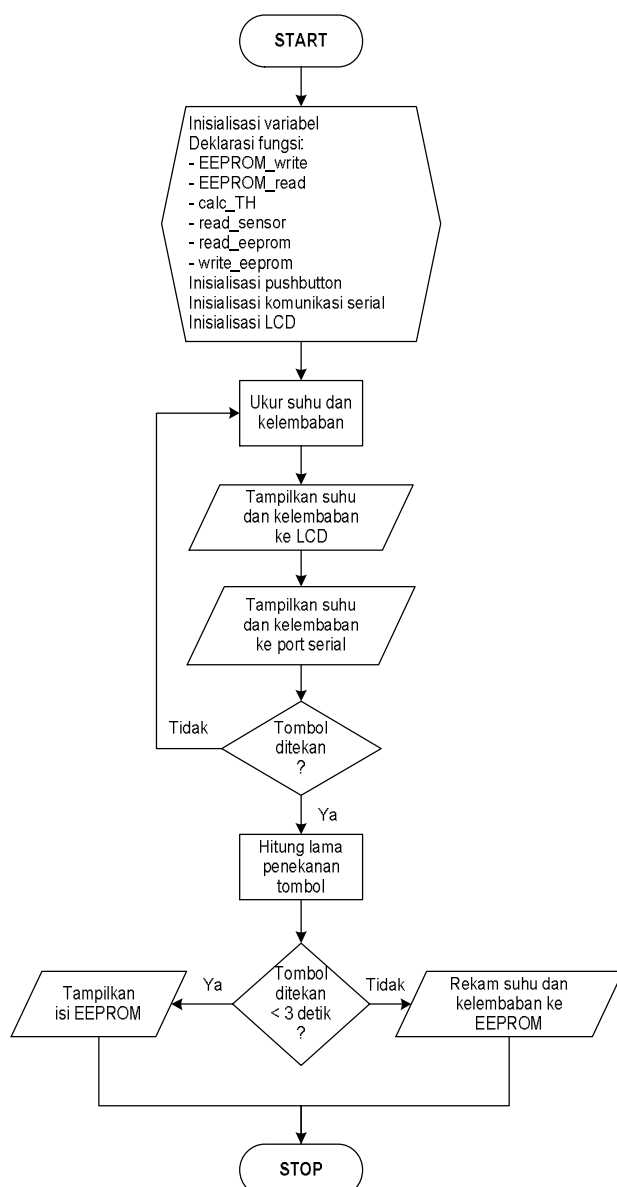 START
Inisialisasi variabel
Deklarasi fungsi:
- EEPROM_write
- EEPROM_read
- calc_TH
- read_sensor
- read_eeprom
- write_eeprom
Inisialisasi pushbutton
Inisialisasi komunikasi serial
Inisialisasi LCD
Ukur suhu dan
kelembaban
Tampilkan suhu
dan kelembaban
ke LCD
Tampilkan suhu
dan kelembaban
ke port serial
Tidak
Tombol
ditekan
?
Ya
Hitung lama
penekanan
tombol
Tampilkan
isi EEPROM
Ya
Tombol
ditekan
< 3 detik
?
Tidak
Rekam suhu dan
kelembaban ke
EEPROM
STOP